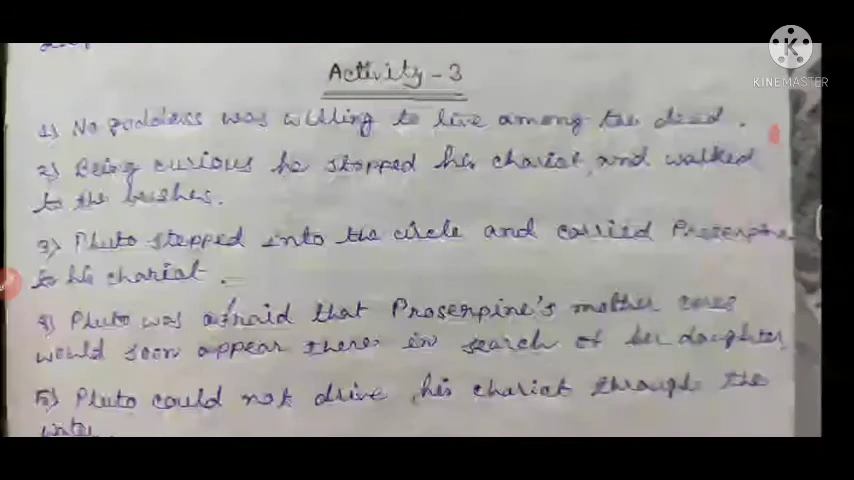 KINEMASTER
Activity - 3
1) No goddess was willing to live among the dead.
2) Being curious he stopped his chariot, and walked
to the bushes.
3) Pluto stepped into the circle and carried Proserpine
to his chariot.
4) Pluto was afraid that Proserpine's mother ceres
would soon appear there in search of her daughter
5) Pluto could not drive his chariot through the